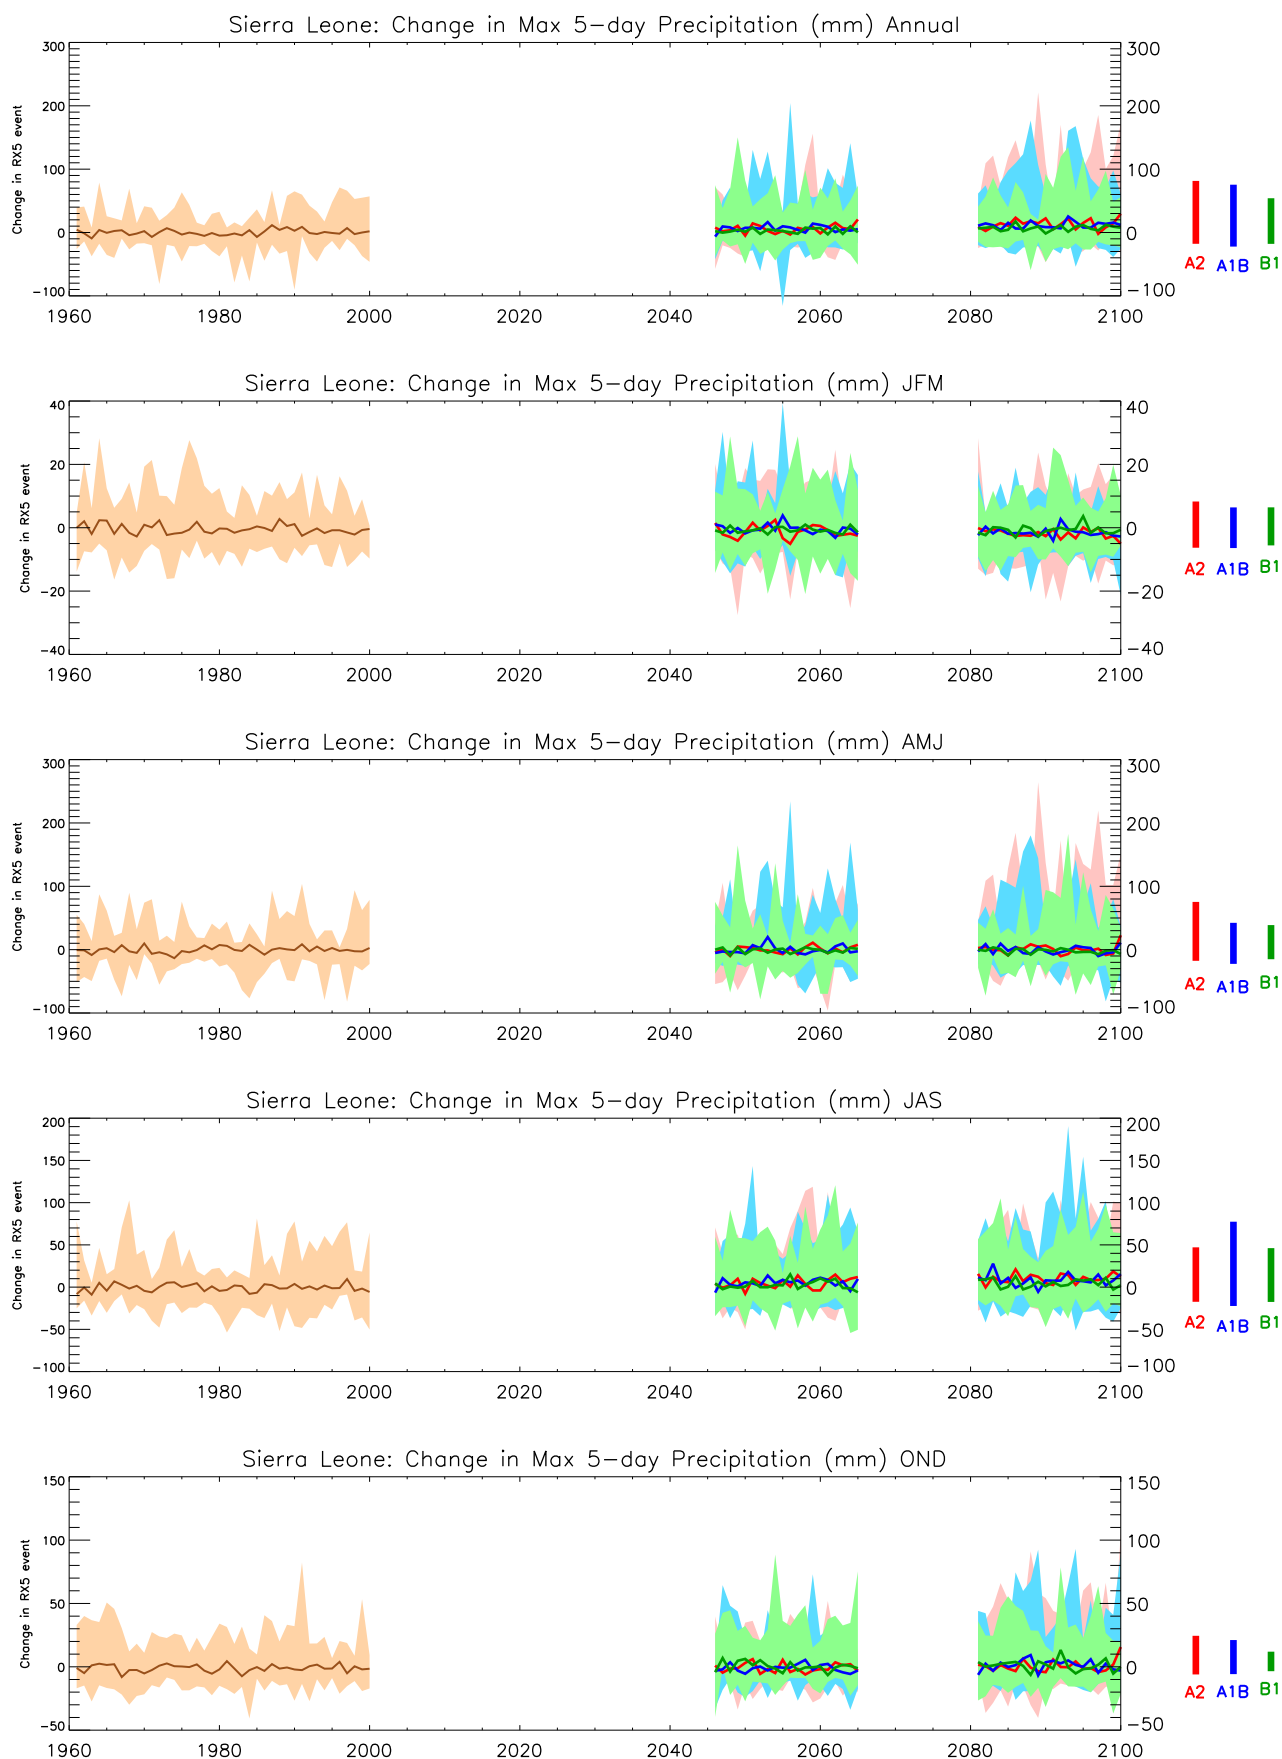 Sierra Leone: Change in Max 5-day Precipitation (mm) Annual
300 300
200 200
100 100
0 0
-100 -100
Change in RX5 event
1960 1980 2000 2020 2040 2060 2080 2100
A2 A1B B1
Sierra Leone: Change in Max 5-day Precipitation (mm) JFM
40 40
20 20
0 0
-20 -20
-40 -40
Change in RX5 event
1960 1980 2000 2020 2040 2060 2080 2100
A2 A1B B1
Sierra Leone: Change in Max 5-day Precipitation (mm) AMJ
300 300
200 200
100 100
0 0
-100 -100
Change in RX5 event
1960 1980 2000 2020 2040 2060 2080 2100
A2 A1B B1
Sierra Leone: Change in Max 5-day Precipitation (mm) JAS
200 200
150 150
100 100
50 50
0 0
-50 -50
-100 -100
Change in RX5 event
1960 1980 2000 2020 2040 2060 2080 2100
A2 A1B B1
Sierra Leone: Change in Max 5-day Precipitation (mm) OND
150 150
100 100
50 50
0 0
-50 -50
Change in RX5 event
1960 1980 2000 2020 2040 2060 2080 2100
A2 A1B B1